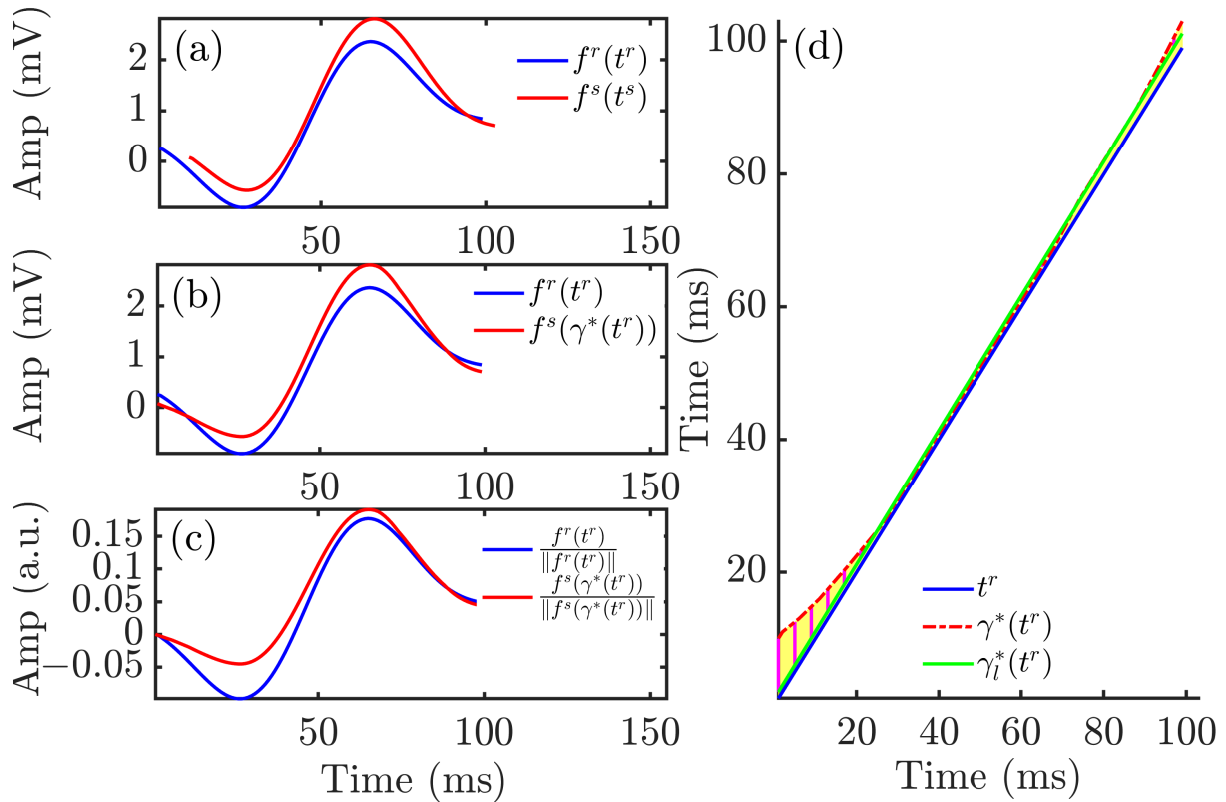 (a)
Amp (mV)
2
1
0
f^r(t^r)
f^s(t^s)
50
100
150
(b)
Amp (mV)
2
1
0
f^r(t^r)
f^s(γ*(t^r))
50
100
150
(c)
Amp (a.u.)
0.15
0.1
0.05
0
−0.05
f^r(t^r)
‖f^r(t^r)‖
f^s(γ*(t^r))
‖f^s(γ*(t^r))‖
50
100
150
Time (ms)
(d)
Time (ms)
100
80
60
40
20
t^r
γ*(t^r)
γ_l*(t^r)
20
40
60
80
100
Time (ms)